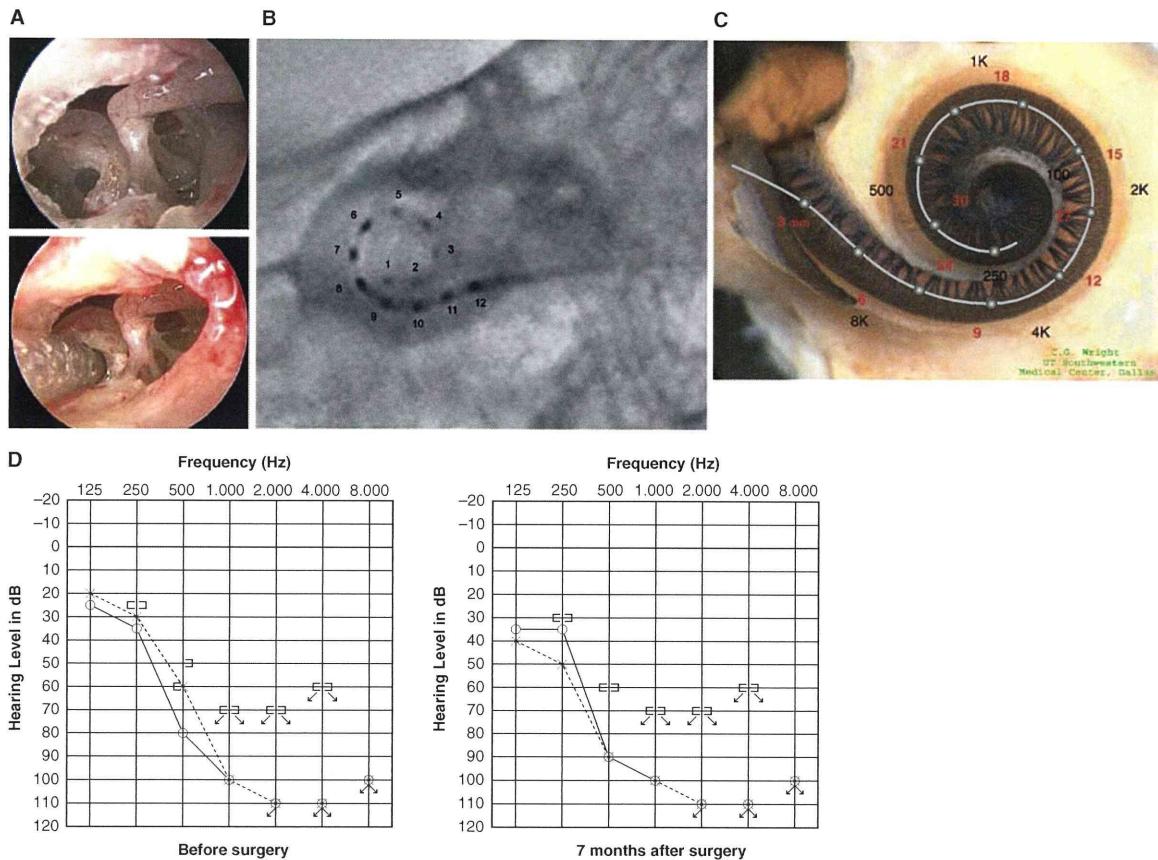 A
B
C
5
6
4
7
3
1
2
8
9
10
11
12
1K
18
21
15
100
500
30
27
2K
3 mm
24
250
12
6
8K
9
4K
C.G. Wright
UT Southwestern
Medical Center, Dallas
D
Frequency (Hz)
125 250 500 1.000 2.000 4.000 8.000
Hearing Level in dB
−20
−10
0
10
20
30
40
50
60
70
80
90
100
110
120
Before surgery
Frequency (Hz)
125 250 500 1.000 2.000 4.000 8.000
Hearing Level in dB
−20
−10
0
10
20
30
40
50
60
70
80
90
100
110
120
7 months after surgery